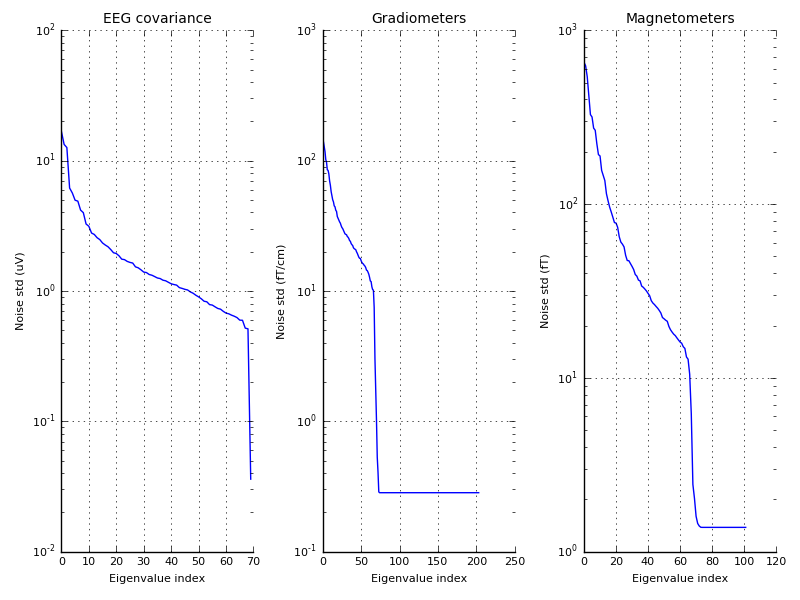 EEG covariance
Noise std (uV)
10^2
10^1
10^0
10^-1
10^-2
0 10 20 30 40 50 60 70
Eigenvalue index
Gradiometers
Noise std (fT/cm)
10^3
10^2
10^1
10^0
10^-1
0 50 100 150 200 250
Eigenvalue index
Magnetometers
Noise std (fT)
10^3
10^2
10^1
10^0
0 20 40 60 80 100 120
Eigenvalue index